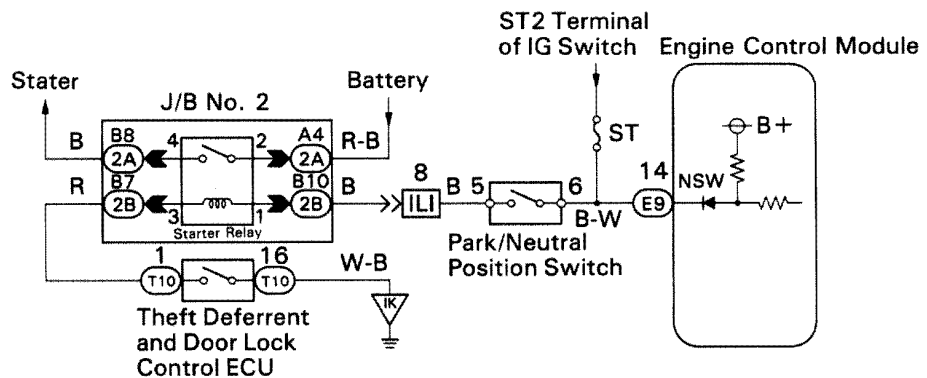 ST2 Terminal
of IG Switch
Engine Control Module
Stater
Battery
J/B No. 2
B+
ST
B
B8
4
2
A4
R-B
2A
2A
14
NSW
R
B7
B10
B
8
B
5
6
2B
3
1
2B
ILI
B-W
E9
Starter Relay
Park/Neutral
Position Switch
1
16
W-B
T10
T10
IK
Theft Deferrent
and Door Lock
Control ECU